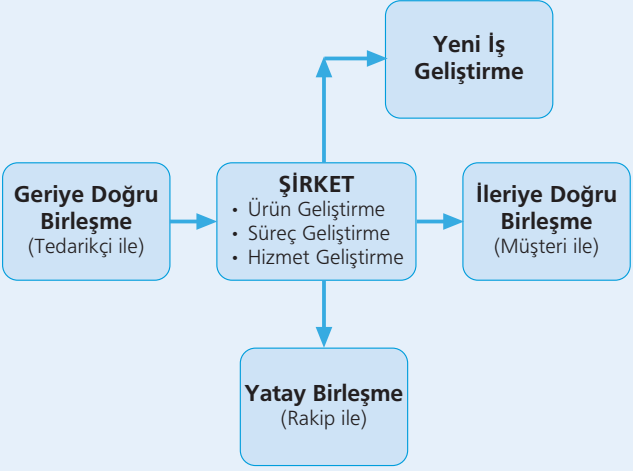 Yeni İş
Geliştirme
Geriye Doğru
Birleşme
(Tedarikçi ile)
ŞİRKET
• Ürün Geliştirme
• Süreç Geliştirme
• Hizmet Geliştirme
İleriye Doğru
Birleşme
(Müşteri ile)
Yatay Birleşme
(Rakip ile)